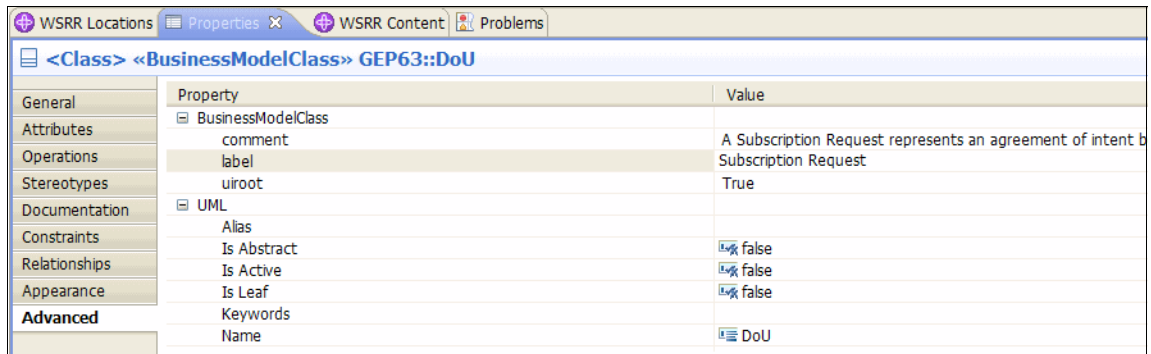 WSRR Locations Properties WSRR Content Problems
<Class> «BusinessModelClass» GEP63::DoU
General
Attributes
Operations
Stereotypes
Documentation
Constraints
Relationships
Appearance
Advanced
Property Value
BusinessModelClass
comment A Subscription Request represents an agreement of intent b
label Subscription Request
uiroot True
UML
Alias
Is Abstract false
Is Active false
Is Leaf false
Keywords
Name DoU